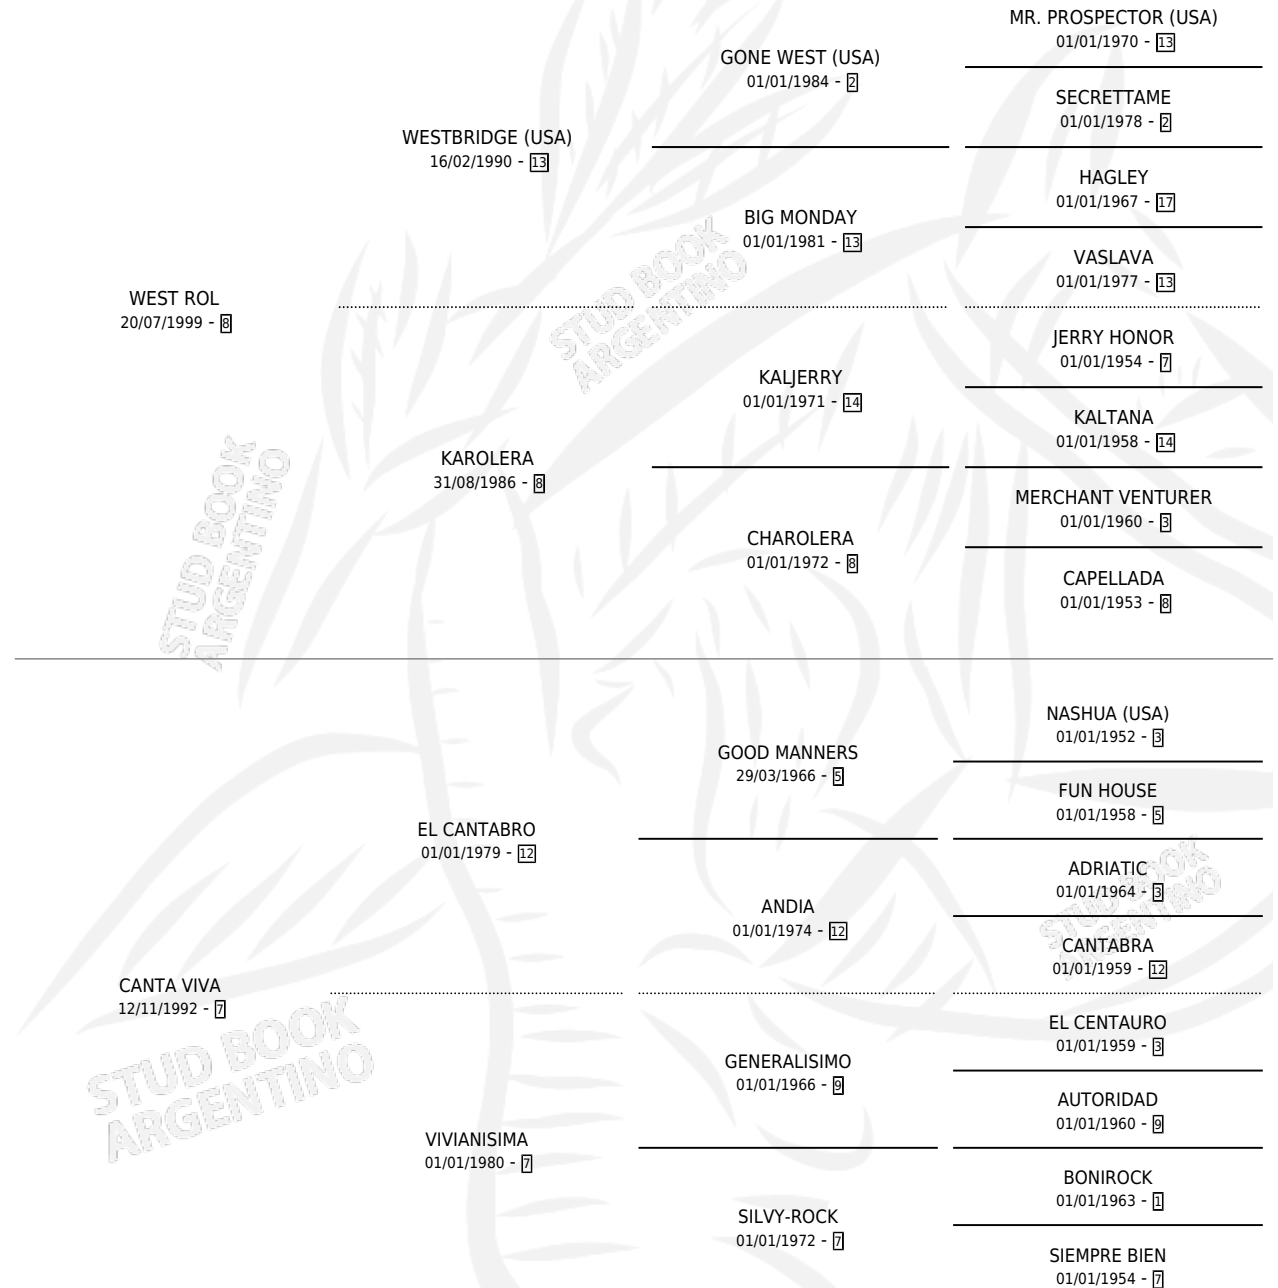 MR. PROSPECTOR (USA)
01/01/1970 - 13
GONE WEST (USA)
01/01/1984 - 2
SECRETTAME
01/01/1978 - 2
WESTBRIDGE (USA)
16/02/1990 - 13
HAGLEY
01/01/1967 - 17
BIG MONDAY
01/01/1981 - 13
VASLAVA
01/01/1977 - 13
WEST ROL
20/07/1999 - 8
STUD BOOK
ARGENTINO
JERRY HONOR
01/01/1954 - 7
KALJERRY
01/01/1971 - 14
KALTANA
01/01/1958 - 14
KAROLERA
31/08/1986 - 8
MERCHANT VENTURER
01/01/1960 - 3
CHAROLERA
01/01/1972 - 8
CAPELLADA
01/01/1953 - 8
STUD BOOK
ARGENTINO
NASHUA (USA)
01/01/1952 - 3
GOOD MANNERS
29/03/1966 - 5
FUN HOUSE
01/01/1958 - 5
EL CANTABRO
01/01/1979 - 12
ADRIATIC
01/01/1964 - 3
ANDIA
01/01/1974 - 12
STUD BOOK
ARGENTINO
CANTABRA
01/01/1959 - 12
CANTA VIVA
12/11/1992 - 7
STUD BOOK
ARGENTINO
EL CENTAURO
01/01/1959 - 3
GENERALISIMO
01/01/1966 - 9
AUTORIDAD
01/01/1960 - 9
VIVIANISIMA
01/01/1980 - 7
BONIROCK
01/01/1963 - 1
SILVY-ROCK
01/01/1972 - 7
SIEMPRE BIEN
01/01/1954 - 7